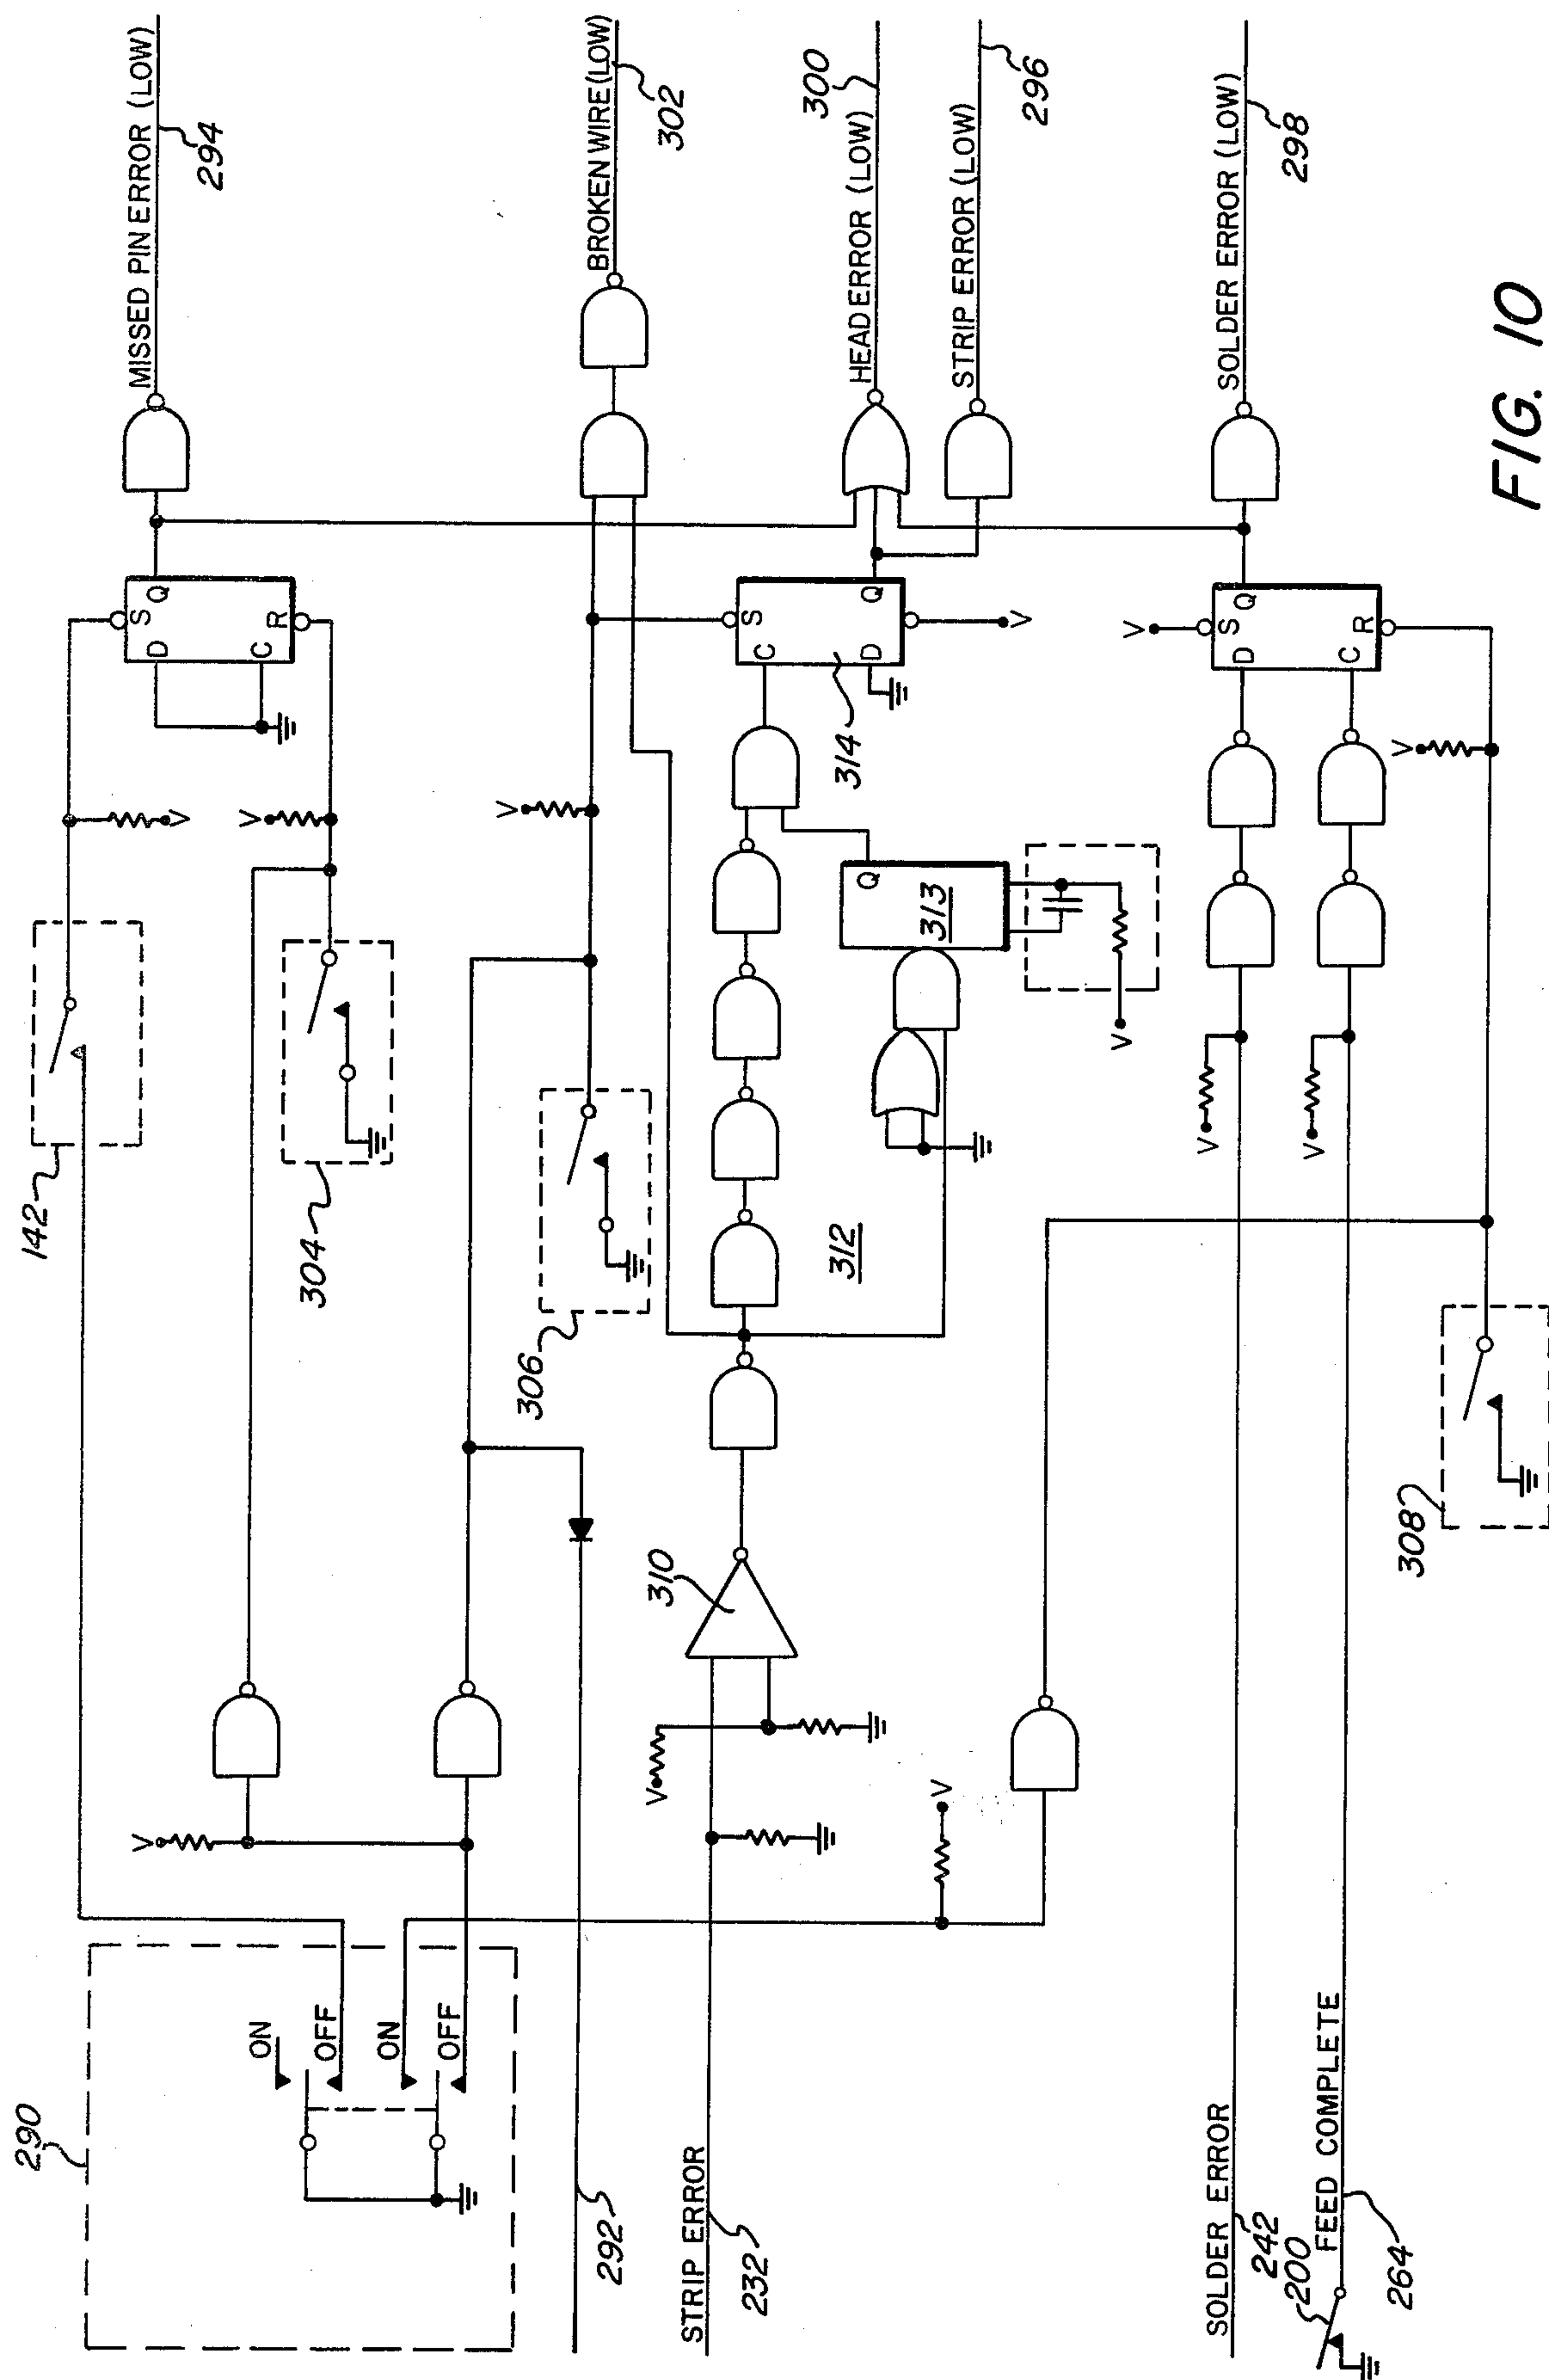 MISSED PIN ERROR (LOW)
294
BROKEN WIRE (LOW)
302
HEAD ERROR (LOW)
300
STRIP ERROR (LOW)
296
SOLDER ERROR (LOW)
298
FIG. 10
S
Q
D
C
R
V
V
142
304
V
S
Q
C
D
V
314
306
Q
313
V
312
V
S
Q
D
C
R
V
V
V
308
310
V
V
V
290
ON
OFF
ON
OFF
292
STRIP ERROR
232
SOLDER ERROR
242
200
FEED COMPLETE
264